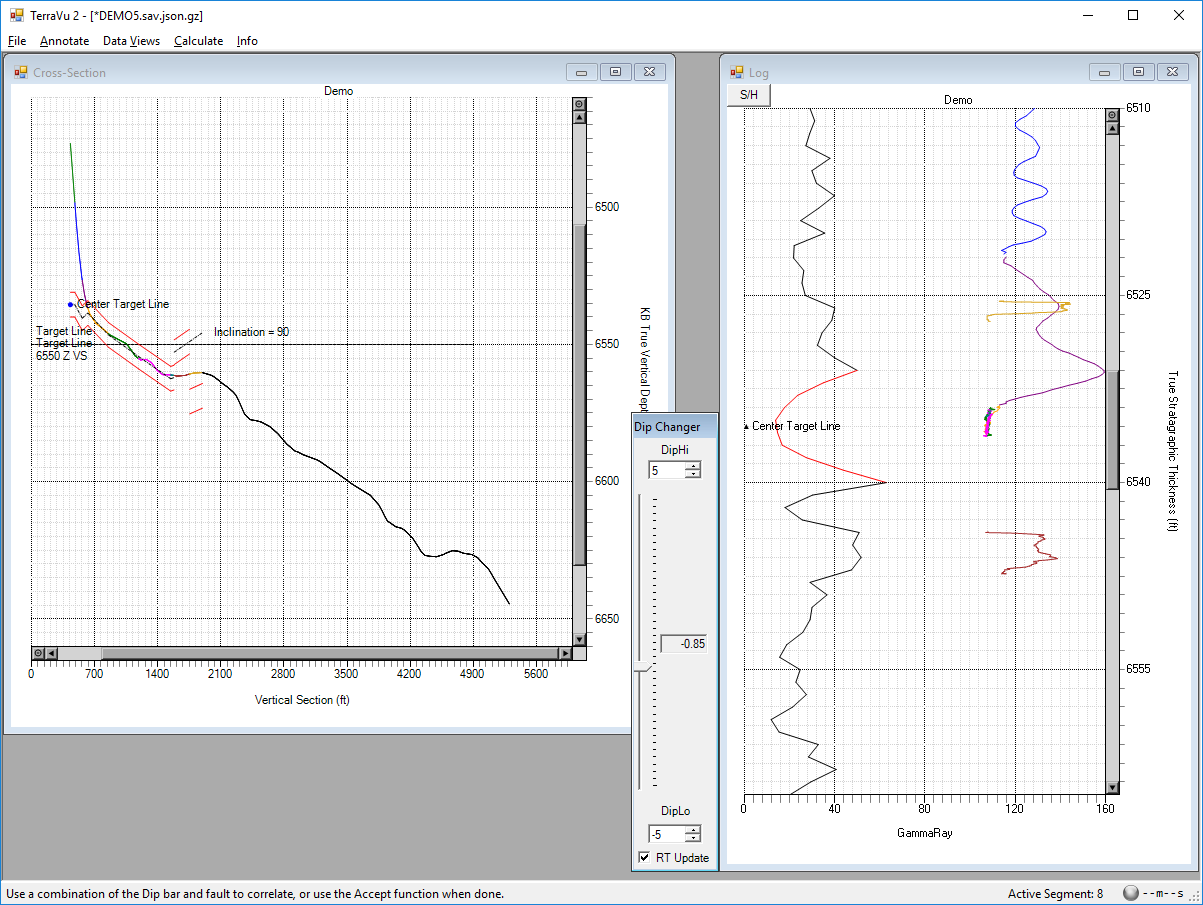 TerraVu 2 - [*DEMO5.sav.json.gz]
File Annotate Data Views Calculate Info
Cross-Section
Demo
6500
6550
6600
6650
KB True Vertical Dept
Center Target Line
Target Line
Target Line
6550 Z VS
Inclination = 90
0 700 1400 2100 2800 3500 4200 4900 5600
Vertical Section (ft)
Dip Changer
DipHi
5
-0.85
DipLo
-5
RT Update
Log
S/H
Demo
6510
6525
6540
6555
True Stratagraphic Thickness (ft)
Center Target Line
0 40 80 120 160
GammaRay
Use a combination of the Dip bar and fault to correlate, or use the Accept function when done.
Active Segment: 8
--m--s